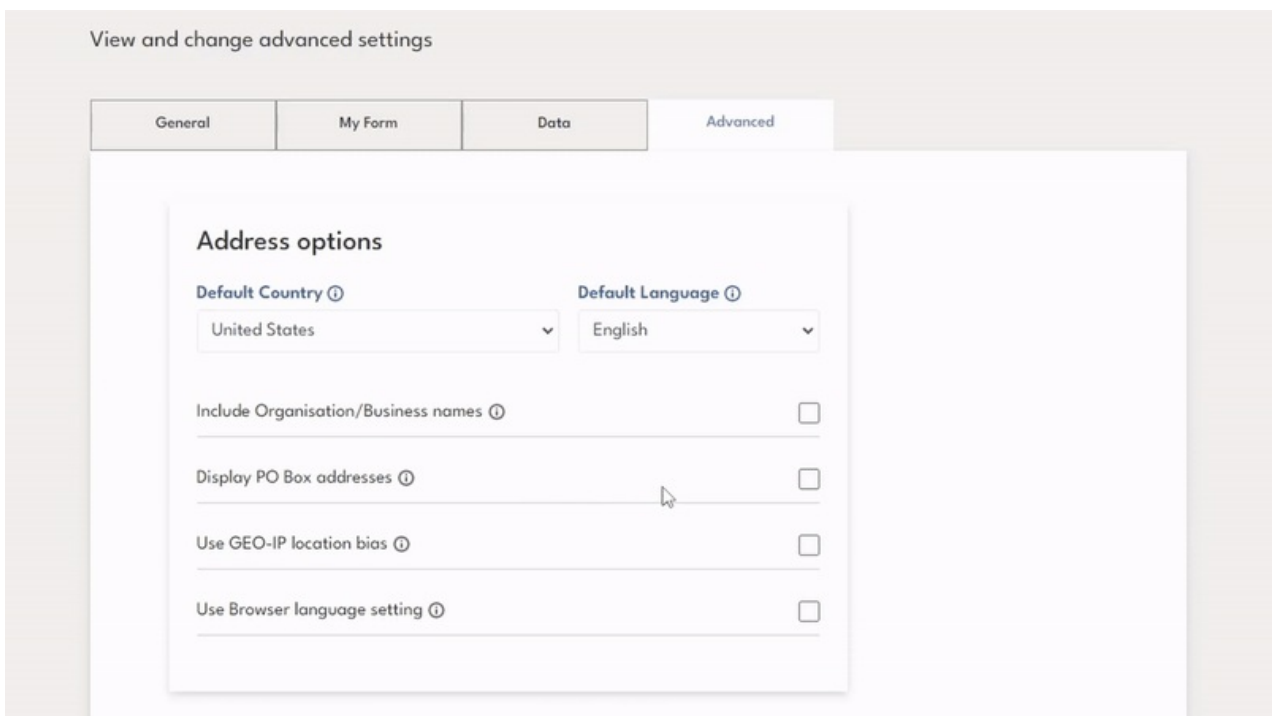 View and change advanced settings
General My Form Data Advanced
Address options
Default Country Default Language
United States English
Include Organisation/Business names
Display PO Box addresses
Use GEO-IP location bias
Use Browser language setting